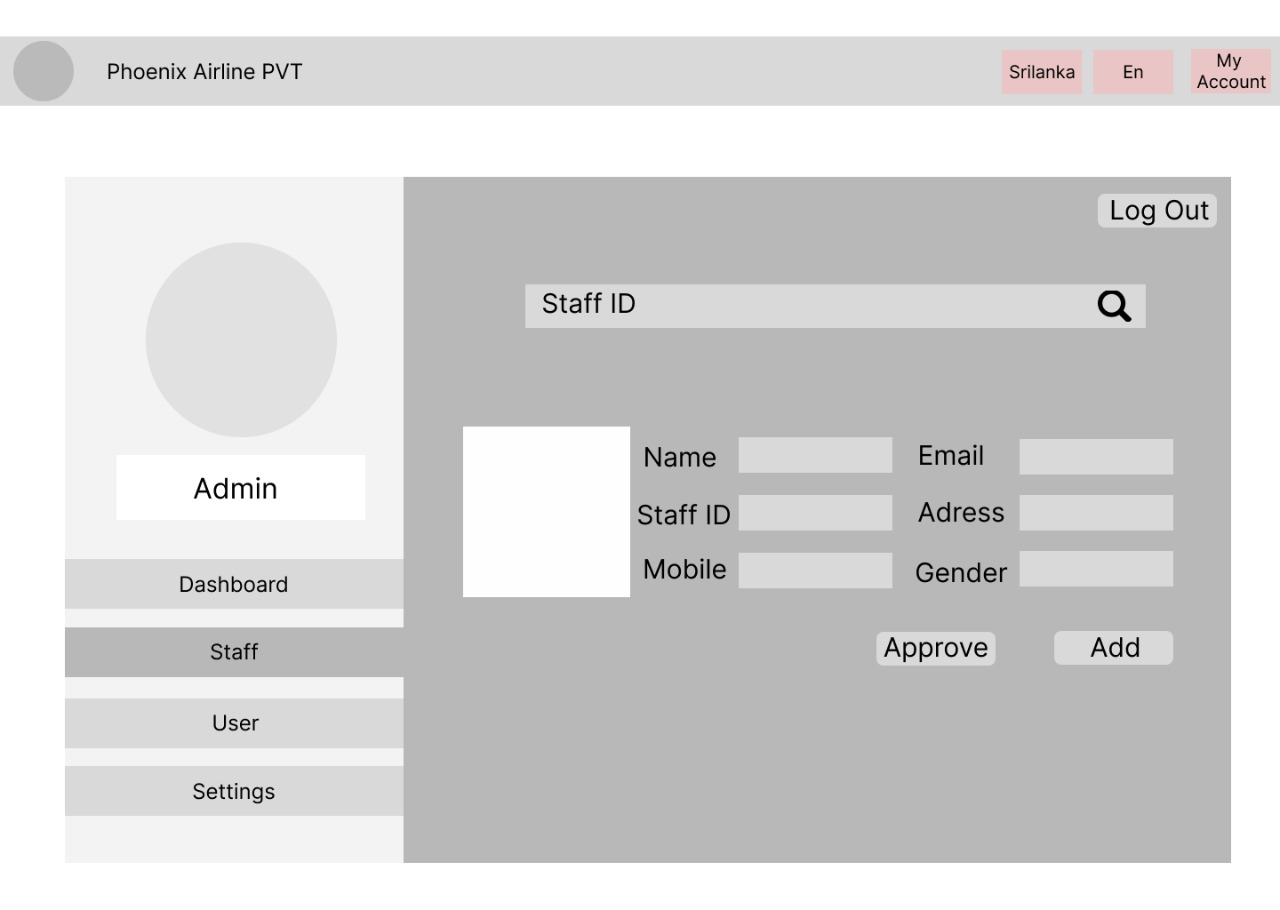 Phoenix Airline PVT
Srilanka
En
My
Account
Log Out
Staff ID
Admin
Dashboard
Staff
User
Settings
Name
Email
Staff ID
Adress
Mobile
Gender
Approve
Add